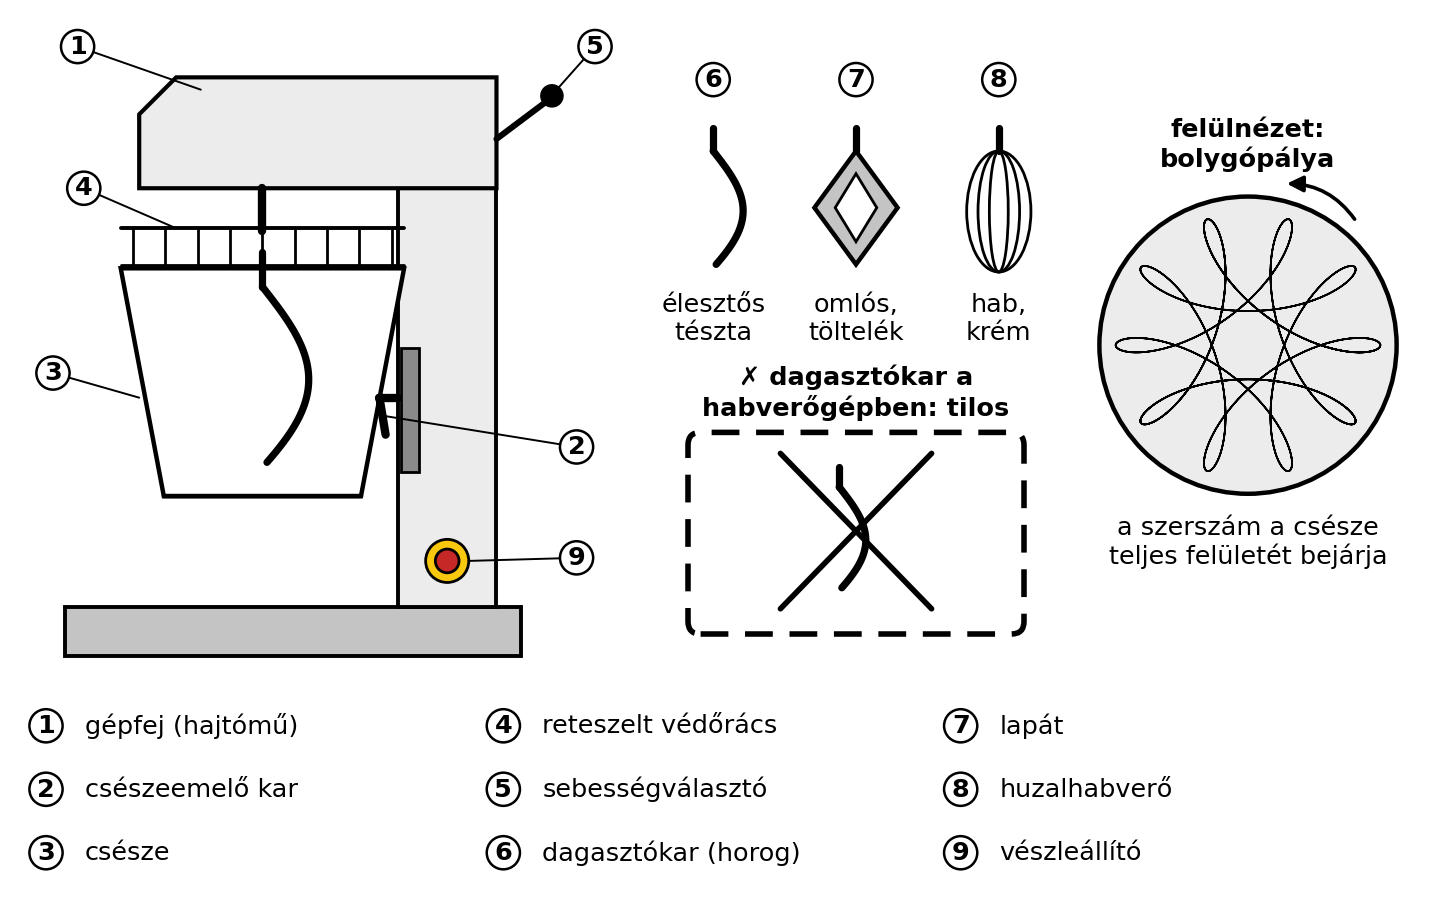 1
5
4
3
2
9
6
7
8
élesztős
tészta
omlós,
töltelék
hab,
krém
✗ dagasztókar a
habverőgépben: tilos
felülnézet:
bolygópálya
a szerszám a csésze
teljes felületét bejárja
1 gépfej (hajtómű)
2 csészeemelő kar
3 csésze
4 reteszelt védőrács
5 sebességválasztó
6 dagasztókar (horog)
7 lapát
8 huzalhabverő
9 vészleállító